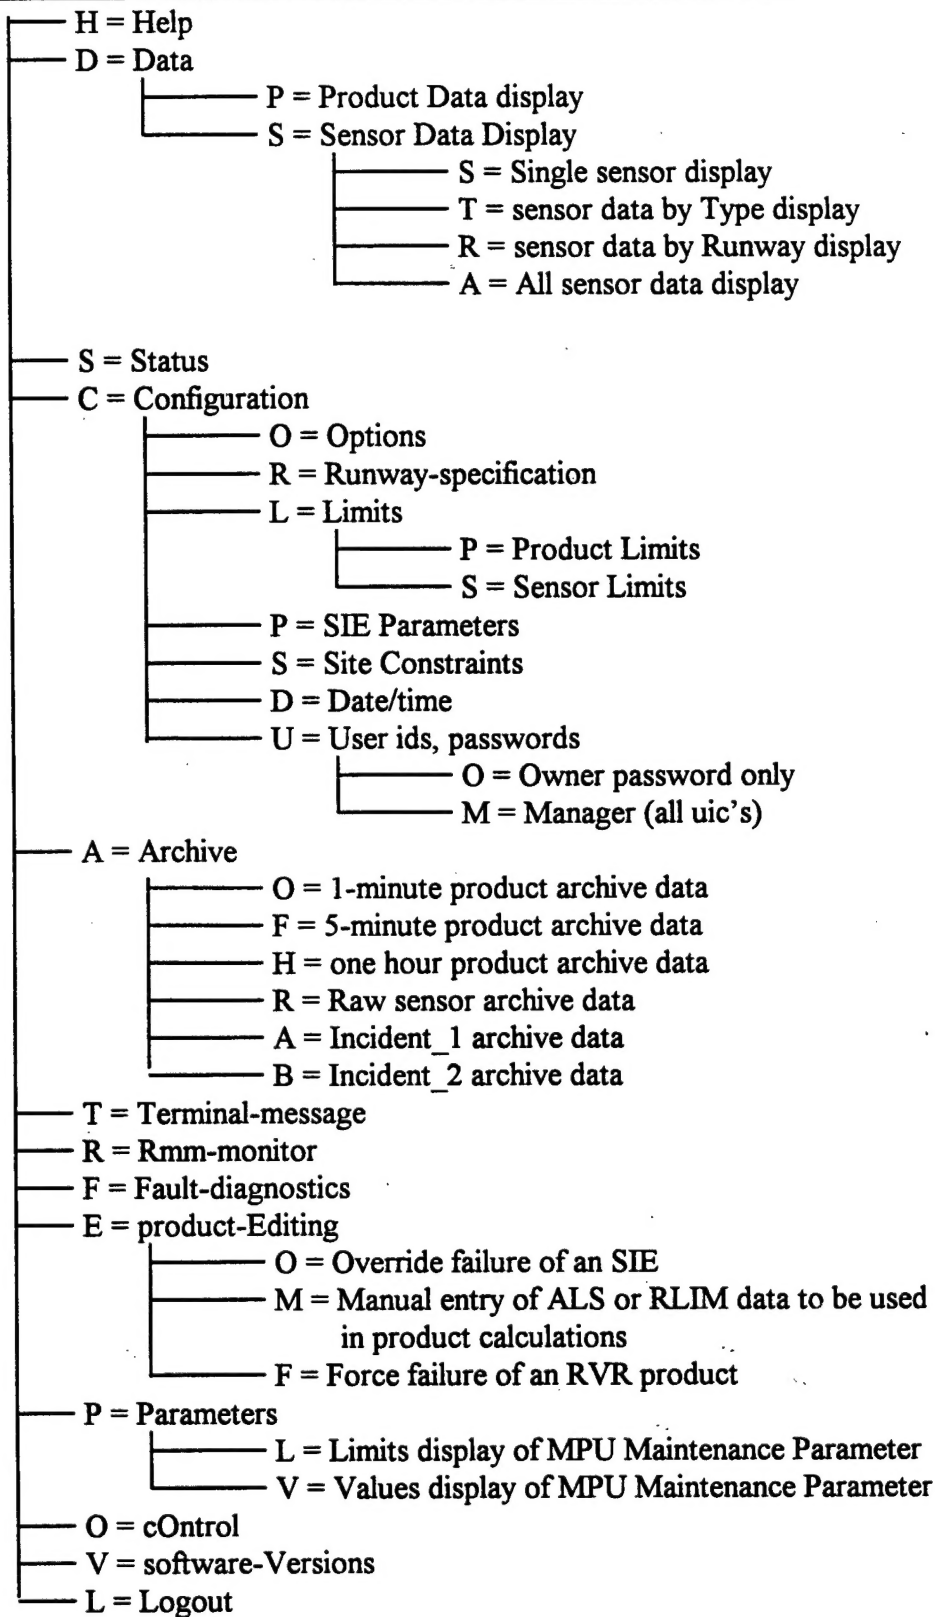 H = Help
D = Data
P = Product Data display
S = Sensor Data Display
S = Single sensor display
T = sensor data by Type display
R = sensor data by Runway display
A = All sensor data display
S = Status
C = Configuration
O = Options
R = Runway-specification
L = Limits
P = Product Limits
S = Sensor Limits
P = SIE Parameters
S = Site Constraints
D = Date/time
U = User ids, passwords
O = Owner password only
M = Manager (all uic's)
A = Archive
O = 1-minute product archive data
F = 5-minute product archive data
H = one hour product archive data
R = Raw sensor archive data
A = Incident_1 archive data
B = Incident_2 archive data
T = Terminal-message
R = Rmm-monitor
F = Fault-diagnostics
E = product-Editing
O = Override failure of an SIE
M = Manual entry of ALS or RLIM data to be used
in product calculations
F = Force failure of an RVR product
P = Parameters
L = Limits display of MPU Maintenance Parameter
V = Values display of MPU Maintenance Parameter
O = cOntrol
V = software-Versions
L = Logout